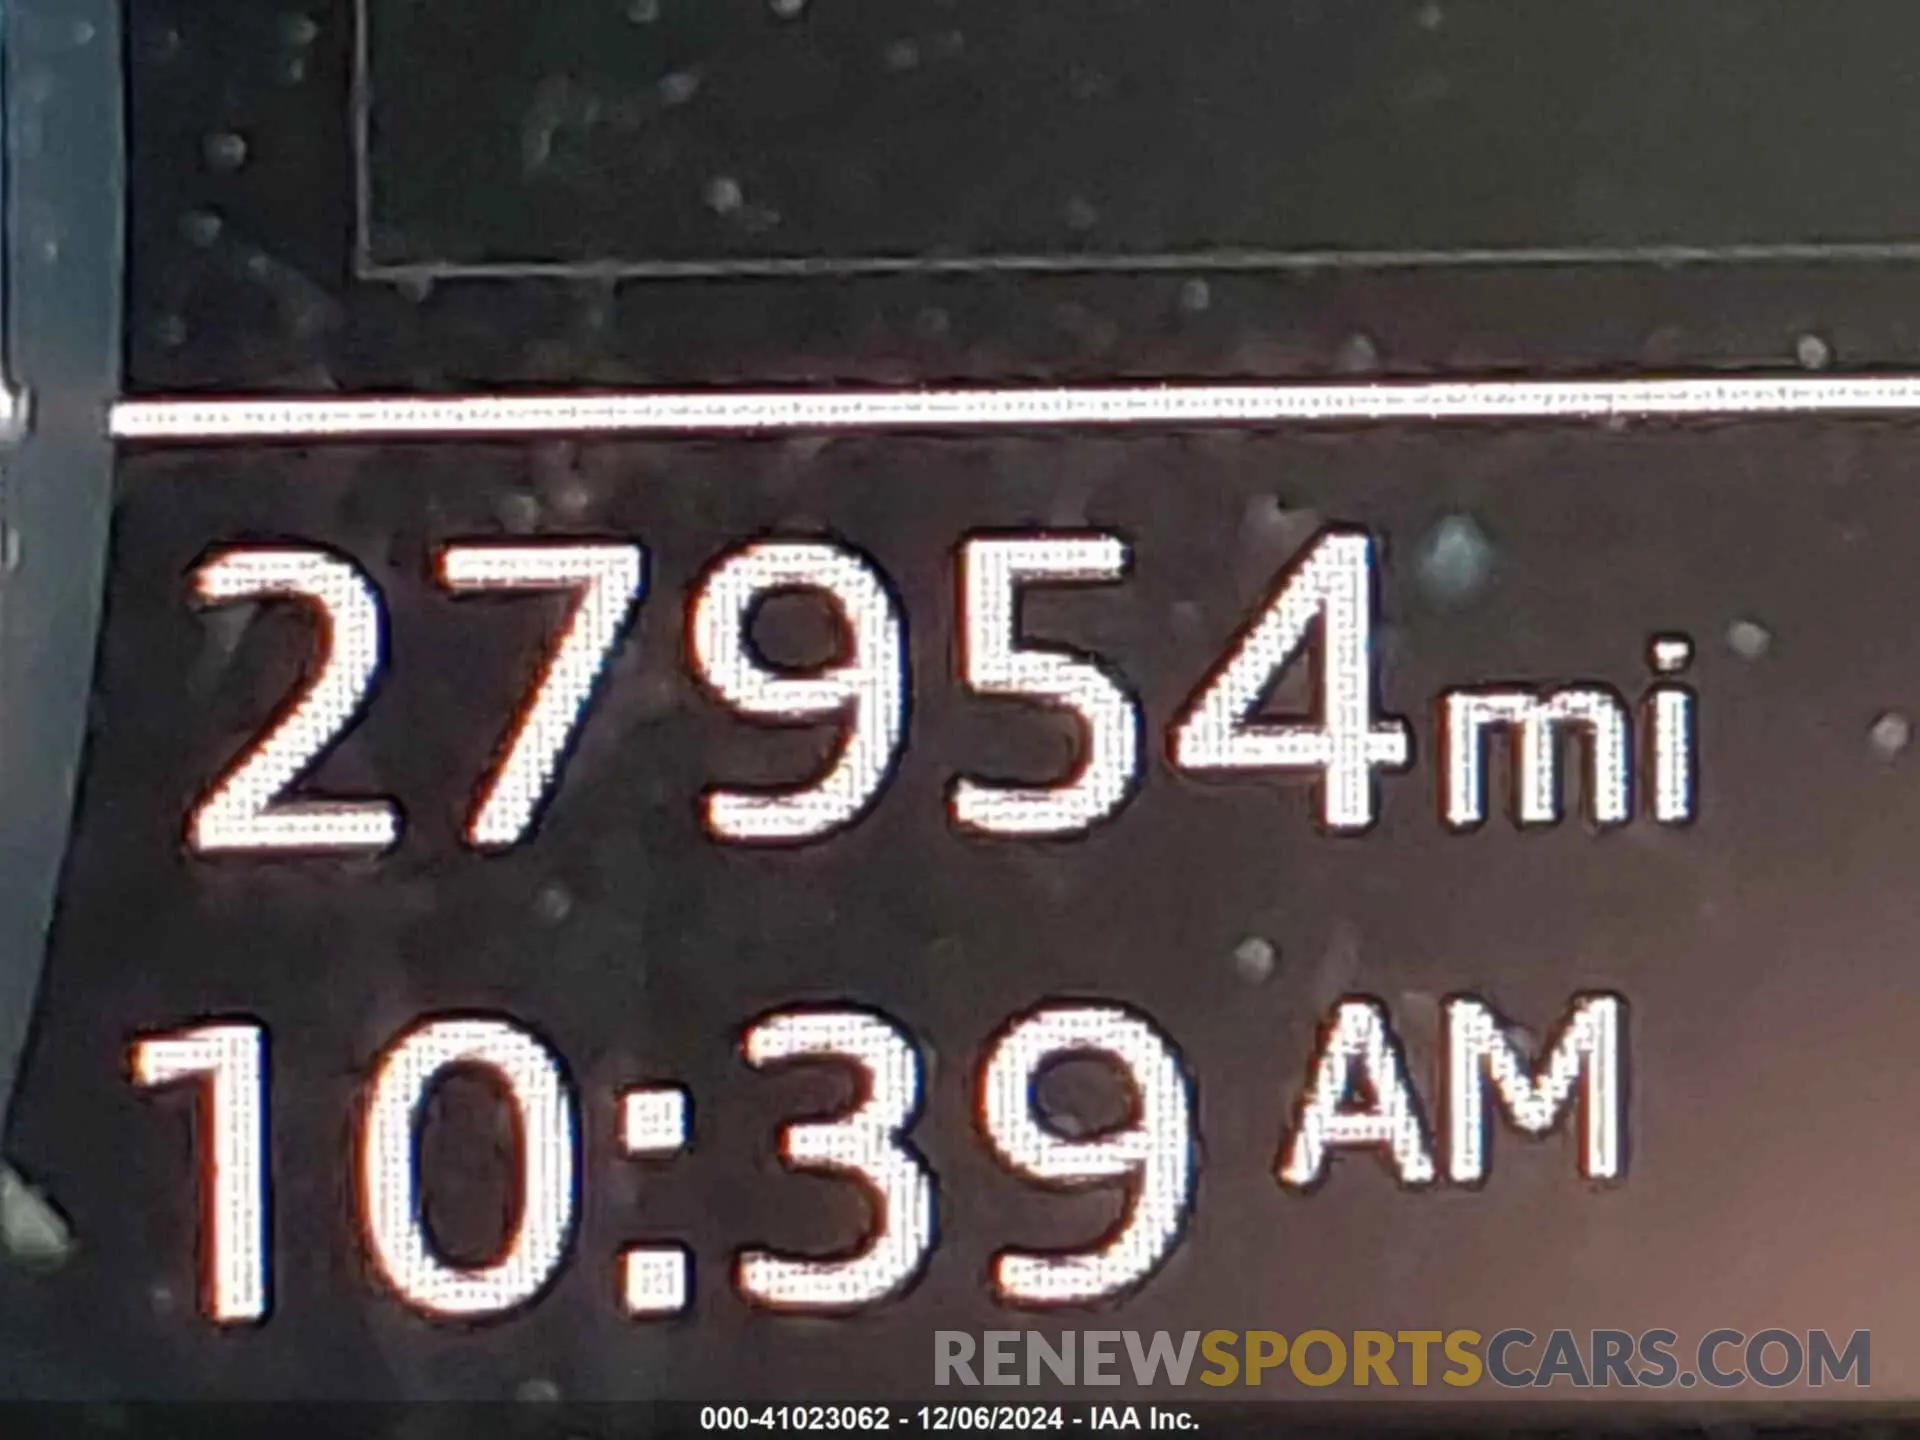 27954mi
10:39 AM
RENEWSPORTSCARS.COM
000-41023062 - 12/06/2024 - IAA Inc.